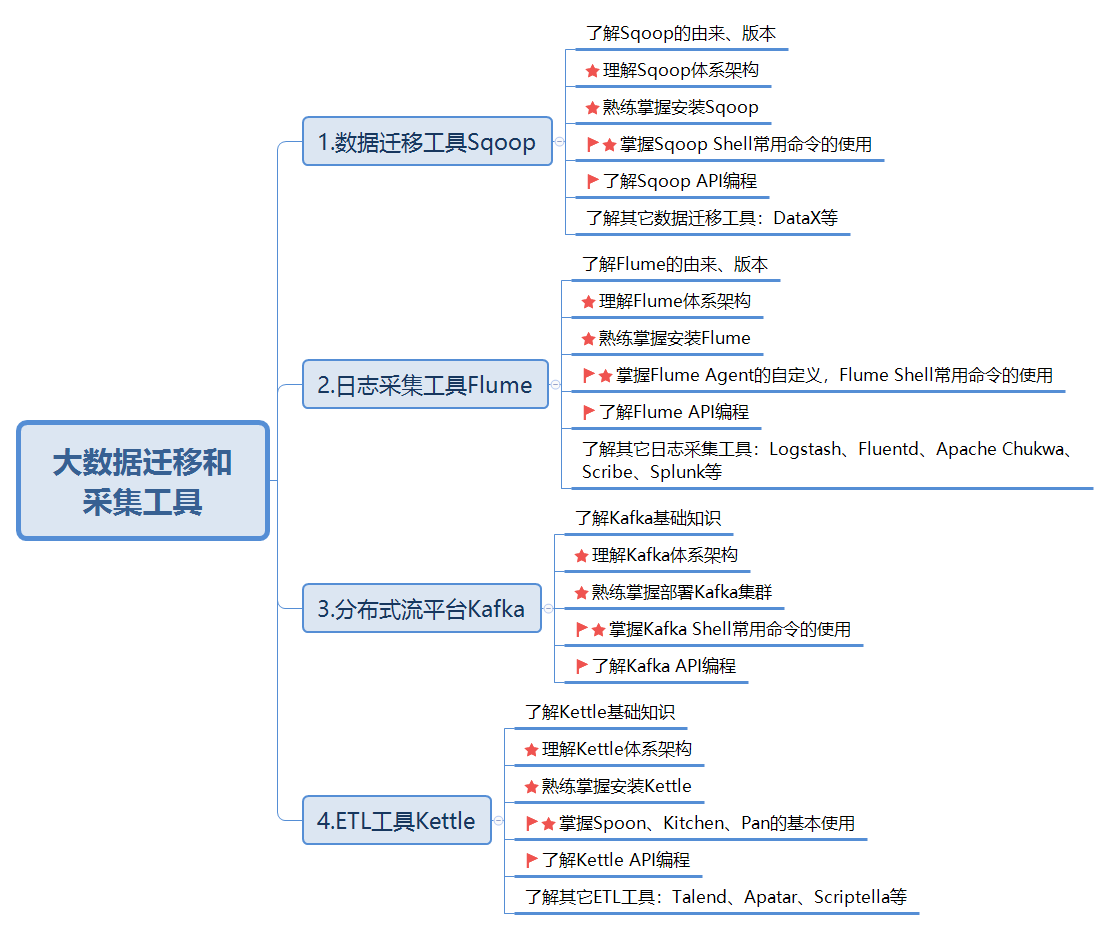 大数据迁移和
采集工具
1.数据迁移工具Sqoop
了解Sqoop的由来、版本
理解Sqoop体系架构
熟练掌握安装Sqoop
掌握Sqoop Shell常用命令的使用
了解Sqoop API编程
了解其它数据迁移工具：DataX等
2.日志采集工具Flume
了解Flume的由来、版本
理解Flume体系架构
熟练掌握安装Flume
掌握Flume Agent的自定义，Flume Shell常用命令的使用
了解Flume API编程
了解其它日志采集工具：Logstash、Fluentd、Apache Chukwa、
Scribe、Splunk等
3.分布式流平台Kafka
了解Kafka基础知识
理解Kafka体系架构
熟练掌握部署Kafka集群
掌握Kafka Shell常用命令的使用
了解Kafka API编程
4.ETL工具Kettle
了解Kettle基础知识
理解Kettle体系架构
熟练掌握安装Kettle
掌握Spoon、Kitchen、Pan的基本使用
了解Kettle API编程
了解其它ETL工具：Talend、Apatar、Scriptella等